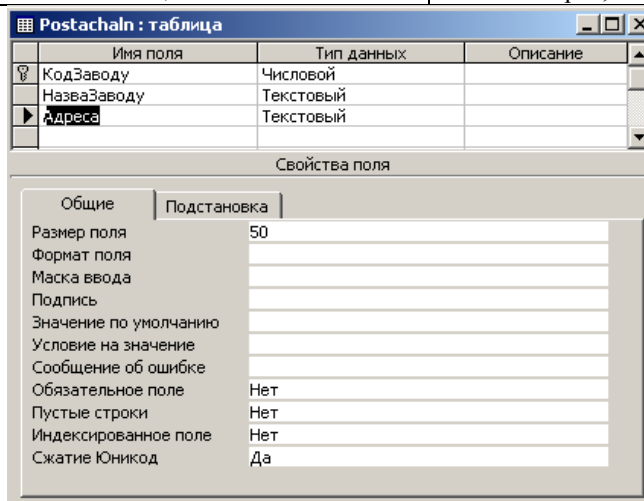 Postachaln : таблица
Имя поля Тип данных Описание
КодЗаводу Числовой
НазваЗаводу Текстовый
Адреса Текстовый
Свойства поля
Общие Подстановка
Размер поля 50
Формат поля
Маска ввода
Подпись
Значение по умолчанию
Условие на значение
Сообщение об ошибке
Обязательное поле Нет
Пустые строки Нет
Индексированное поле Нет
Сжатие Юникод Да